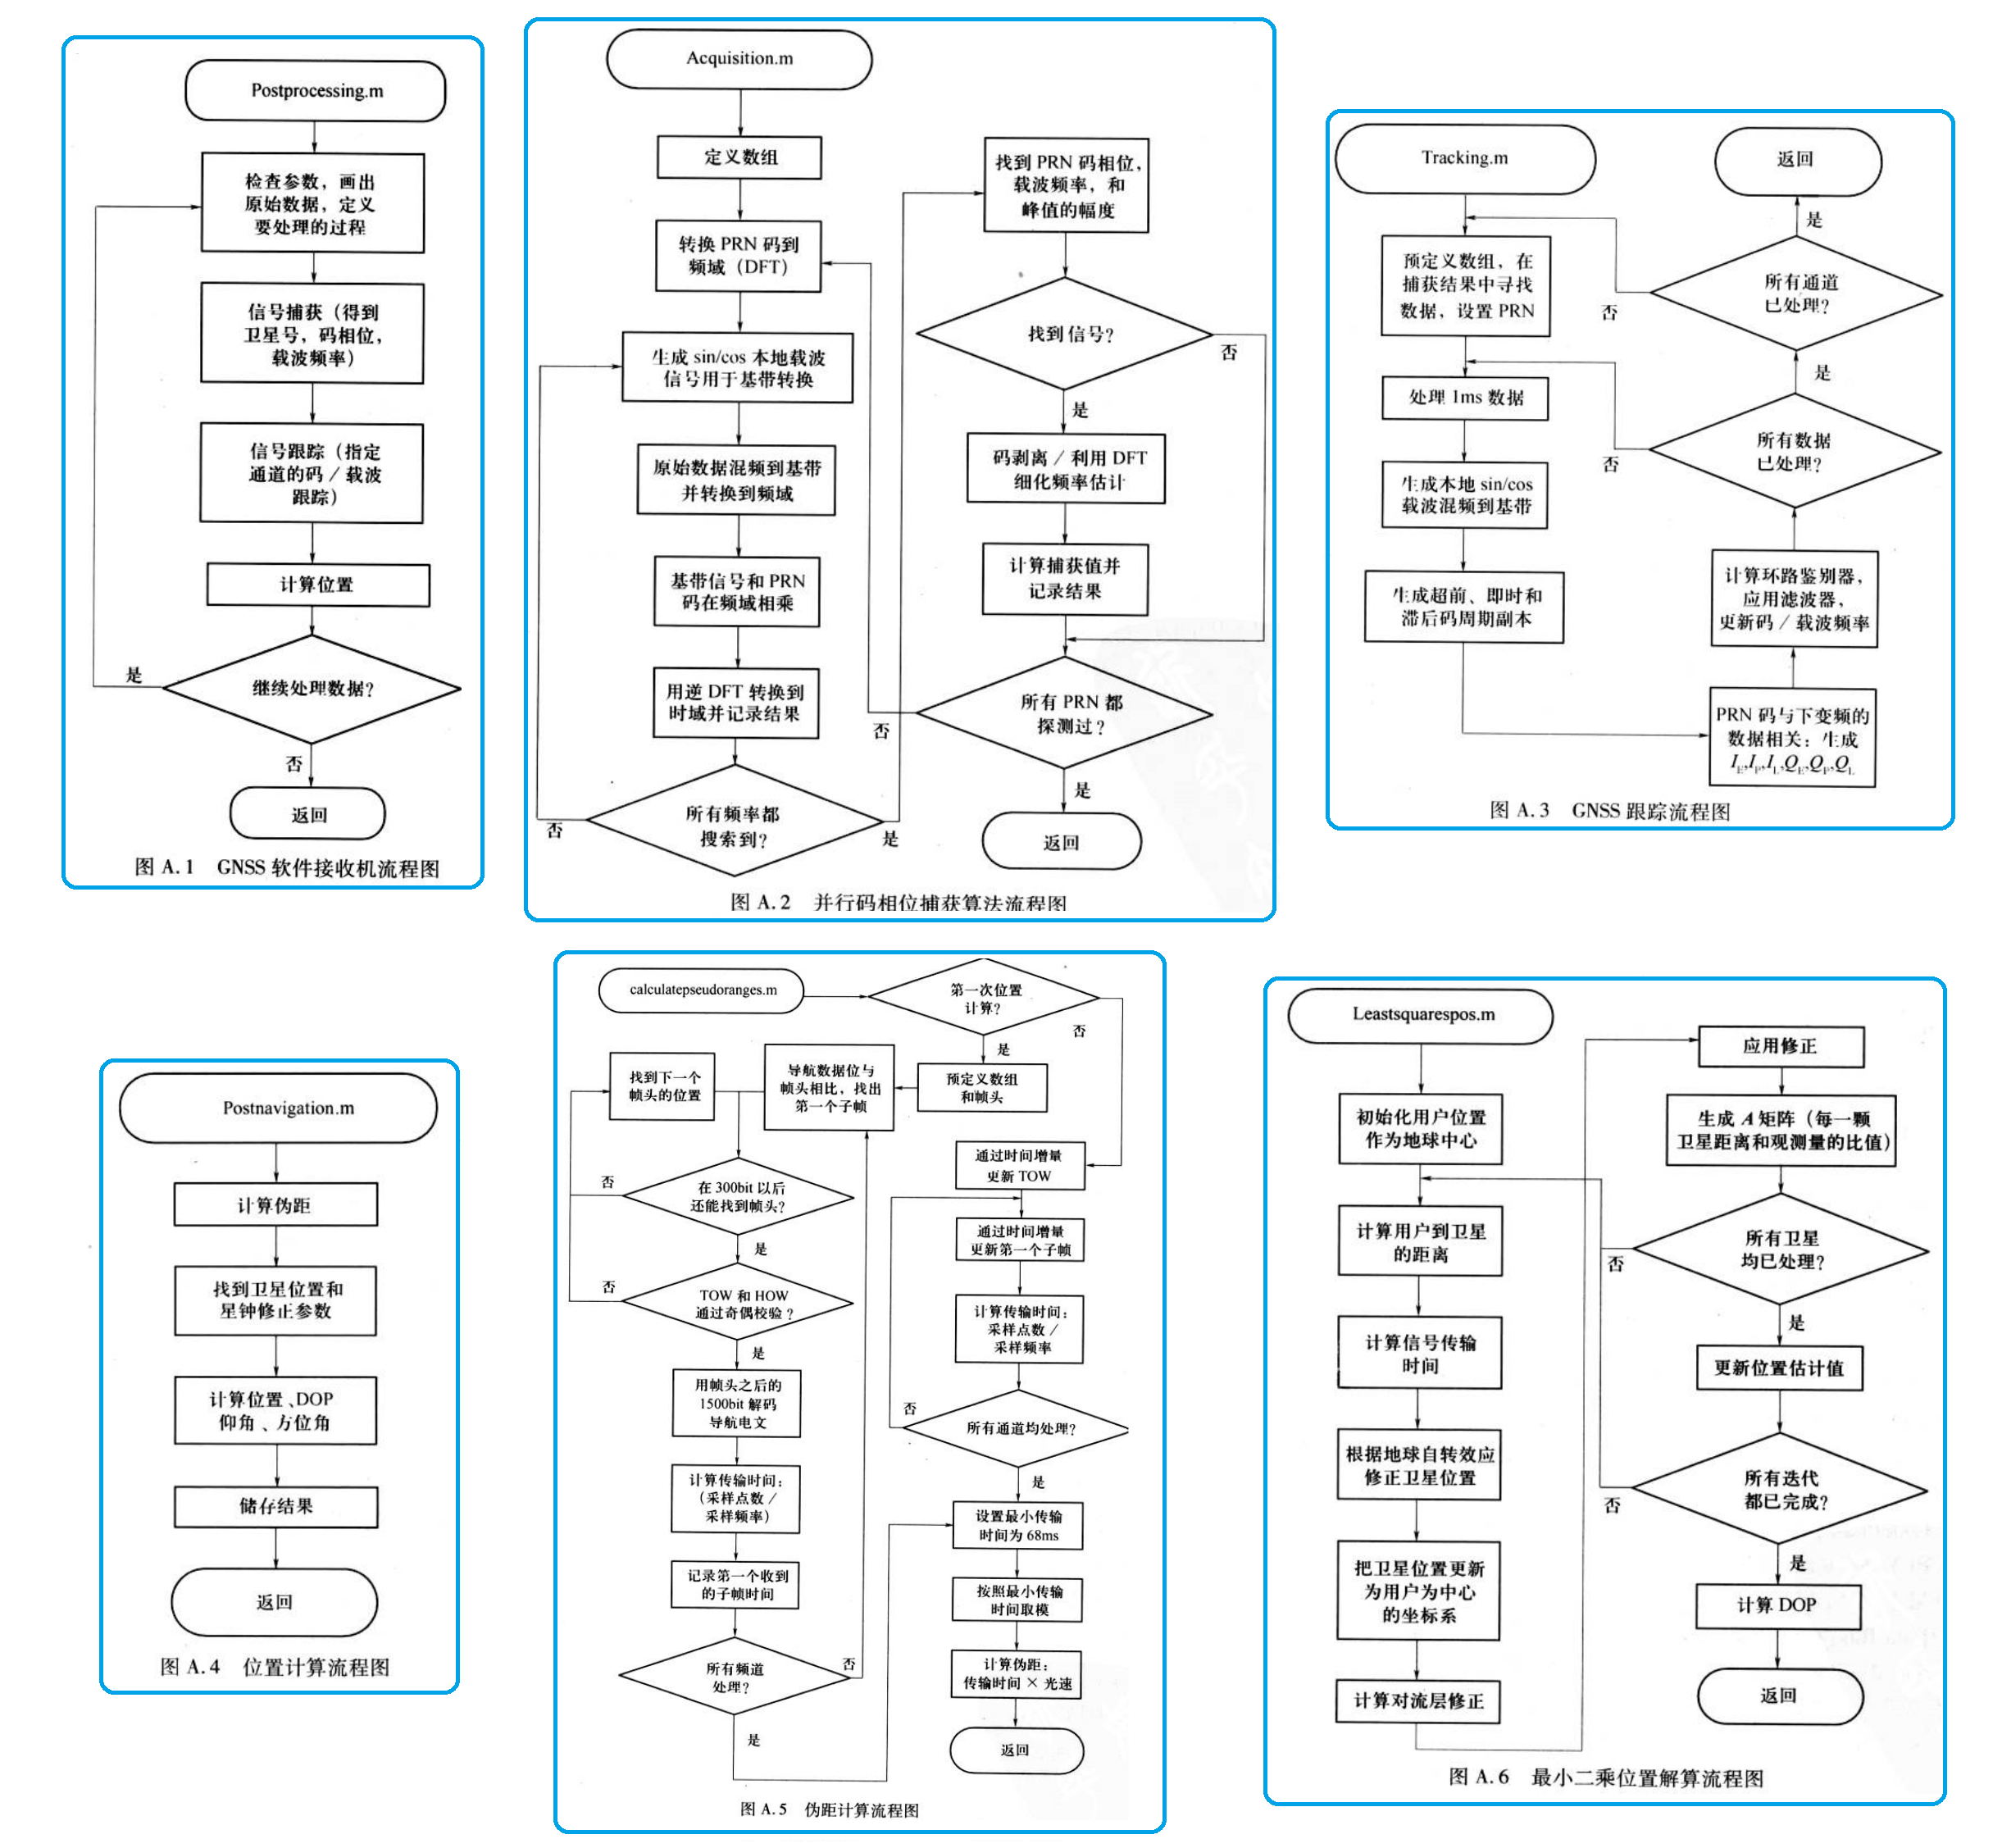 Postprocessing.m
检查参数，画出
原始数据，定义
要处理的过程
信号捕获（得到
卫星号，码相位，
载波频率）
信号跟踪（指定
通道的码／载波
跟踪）
计算位置
继续处理数据？
是
否
返回
图 A.1 GNSS 软件接收机流程图
Acquisition.m
定义数组
转换 PRN 码到
频域（DFT）
生成 sin/cos 本地载波
信号用于基带转换
原始数据混频到基带
并转换到频域
基带信号和 PRN
码在频域相乘
用逆 DFT 转换到
时域并记录结果
所有频率都
搜索到？
否
是
找到 PRN 码相位，
载波频率，和
峰值的幅度
找到信号？
否
是
码剥离／利用 DFT
细化频率估计
计算捕获值并
记录结果
所有 PRN 都
探测过？
否
是
返回
图 A.2 并行码相位捕获算法流程图
Tracking.m
预定义数组，在
捕获结果中寻找
数据，设置 PRN
处理 1ms 数据
生成本地 sin/cos
载波混频到基带
生成超前、即时和
滞后码周期副本
返回
是
所有通道
已处理？
否
是
所有数据
已处理？
否
计算环路鉴别器，
应用滤波器，
更新码／载波频率
PRN 码与下变频的
数据相关：生成
I_E,I_P,I_L,Q_E,Q_P,Q_L
图 A.3 GNSS 跟踪流程图
Postnavigation.m
计算伪距
找到卫星位置和
星钟修正参数
计算位置、DOP
仰角、方位角
储存结果
返回
图 A.4 位置计算流程图
calculatepseudoranges.m
第一次位置
计算？
否
是
预定义数组
和帧头
导航数据位与
帧头相比，找出
第一个子帧
找到下一个
帧头的位置
在 300bit 以后
还能找到帧头？
否
是
TOW 和 HOW
通过奇偶校验？
否
是
用帧头之后的
1500bit 解码
导航电文
计算传输时间：
（采样点数／
采样频率）
记录第一个收到
的子帧时间
所有频道
处理？
否
是
通过时间增量
更新 TOW
通过时间增量
更新第一个子帧
计算传输时间：
采样点数／
采样频率
所有通道均处理？
否
是
设置最小传输
时间为 68ms
按照最小传输
时间取模
计算伪距：
传输时间 × 光速
返回
图 A.5 伪距计算流程图
Leastsquarespos.m
初始化用户位置
作为地球中心
计算用户到卫星
的距离
计算信号传输
时间
根据地球自转效应
修正卫星位置
把卫星位置更新
为用户为中心
的坐标系
计算对流层修正
应用修正
生成 A 矩阵（每一颗
卫星距离和观测量的比值）
所有卫星
均已处理？
否
是
更新位置估计值
所有迭代
都已完成？
否
是
计算 DOP
返回
图 A.6 最小二乘位置解算流程图